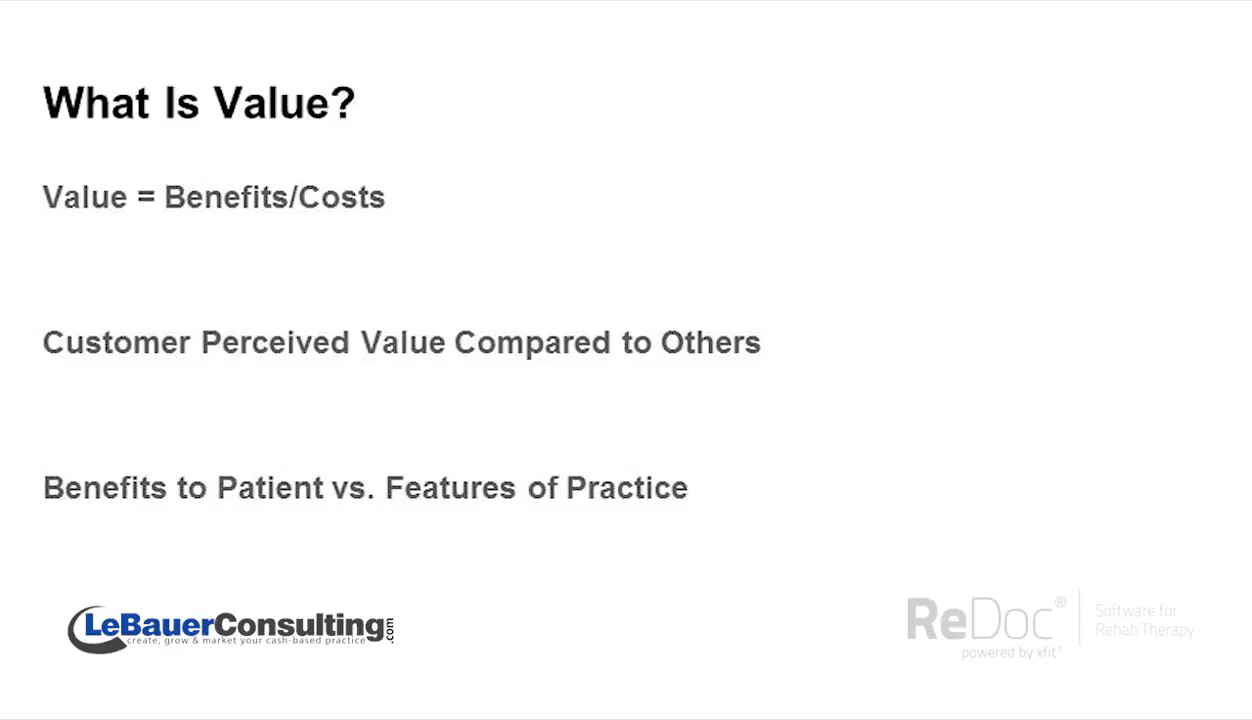 What Is Value?
Value = Benefits/Costs
Customer Perceived Value Compared to Others
Benefits to Patient vs. Features of Practice
LeBauerConsulting.com
create, grow & market your cash-based practice
ReDoc®
powered by xfit®
Software for
Rehab Therapy